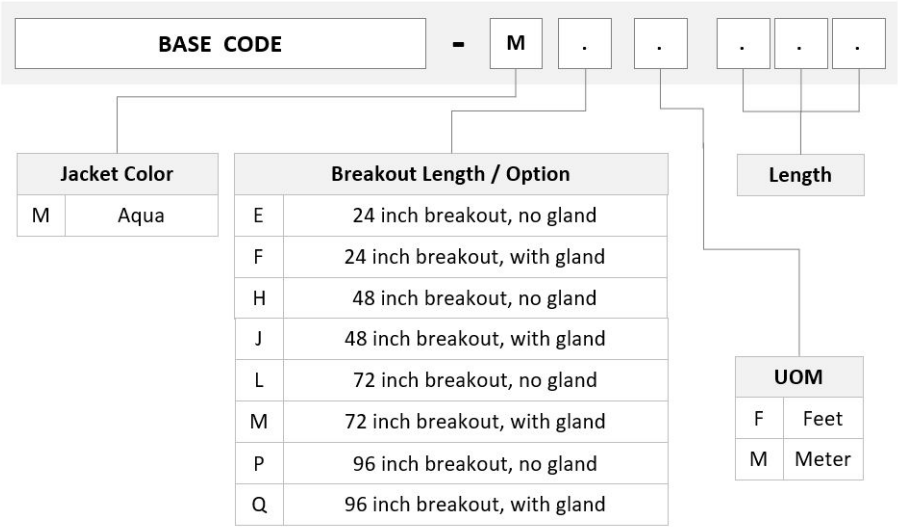 BASE CODE - M . . . . .
Jacket Color
M Aqua
Breakout Length / Option
E 24 inch breakout, no gland
F 24 inch breakout, with gland
H 48 inch breakout, no gland
J 48 inch breakout, with gland
L 72 inch breakout, no gland
M 72 inch breakout, with gland
P 96 inch breakout, no gland
Q 96 inch breakout, with gland
Length
UOM
F Feet
M Meter